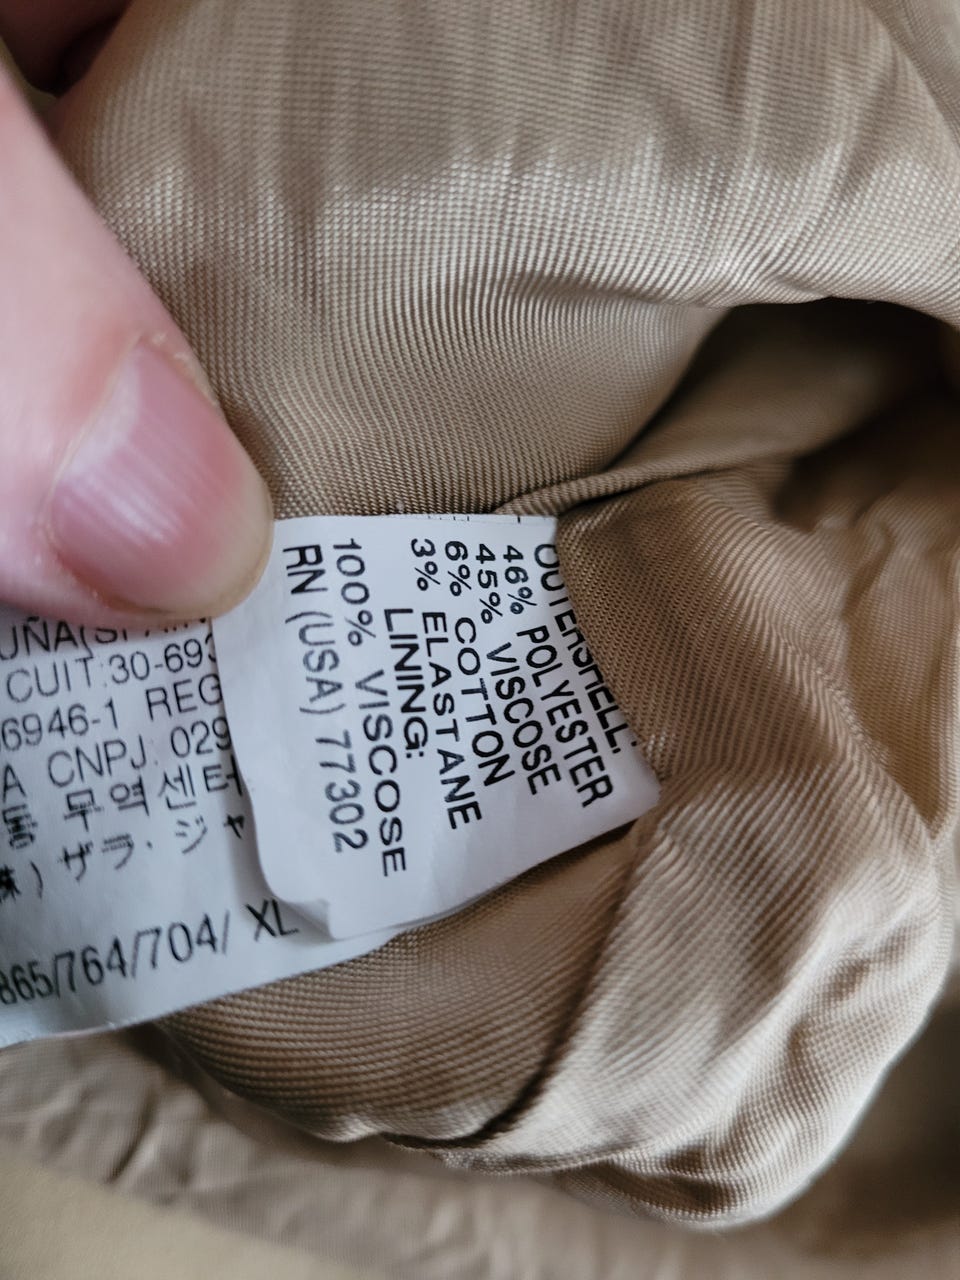 OUTERSHELL:
46% POLYESTER
45% VISCOSE
6% COTTON
3% ELASTANE
LINING:
100% VISCOSE
RN (USA) 77302
CUIT:30-693
6946-1 REG
A CNPJ: 029
무역센터
ザラ・ジャ
865/764/704/ XL